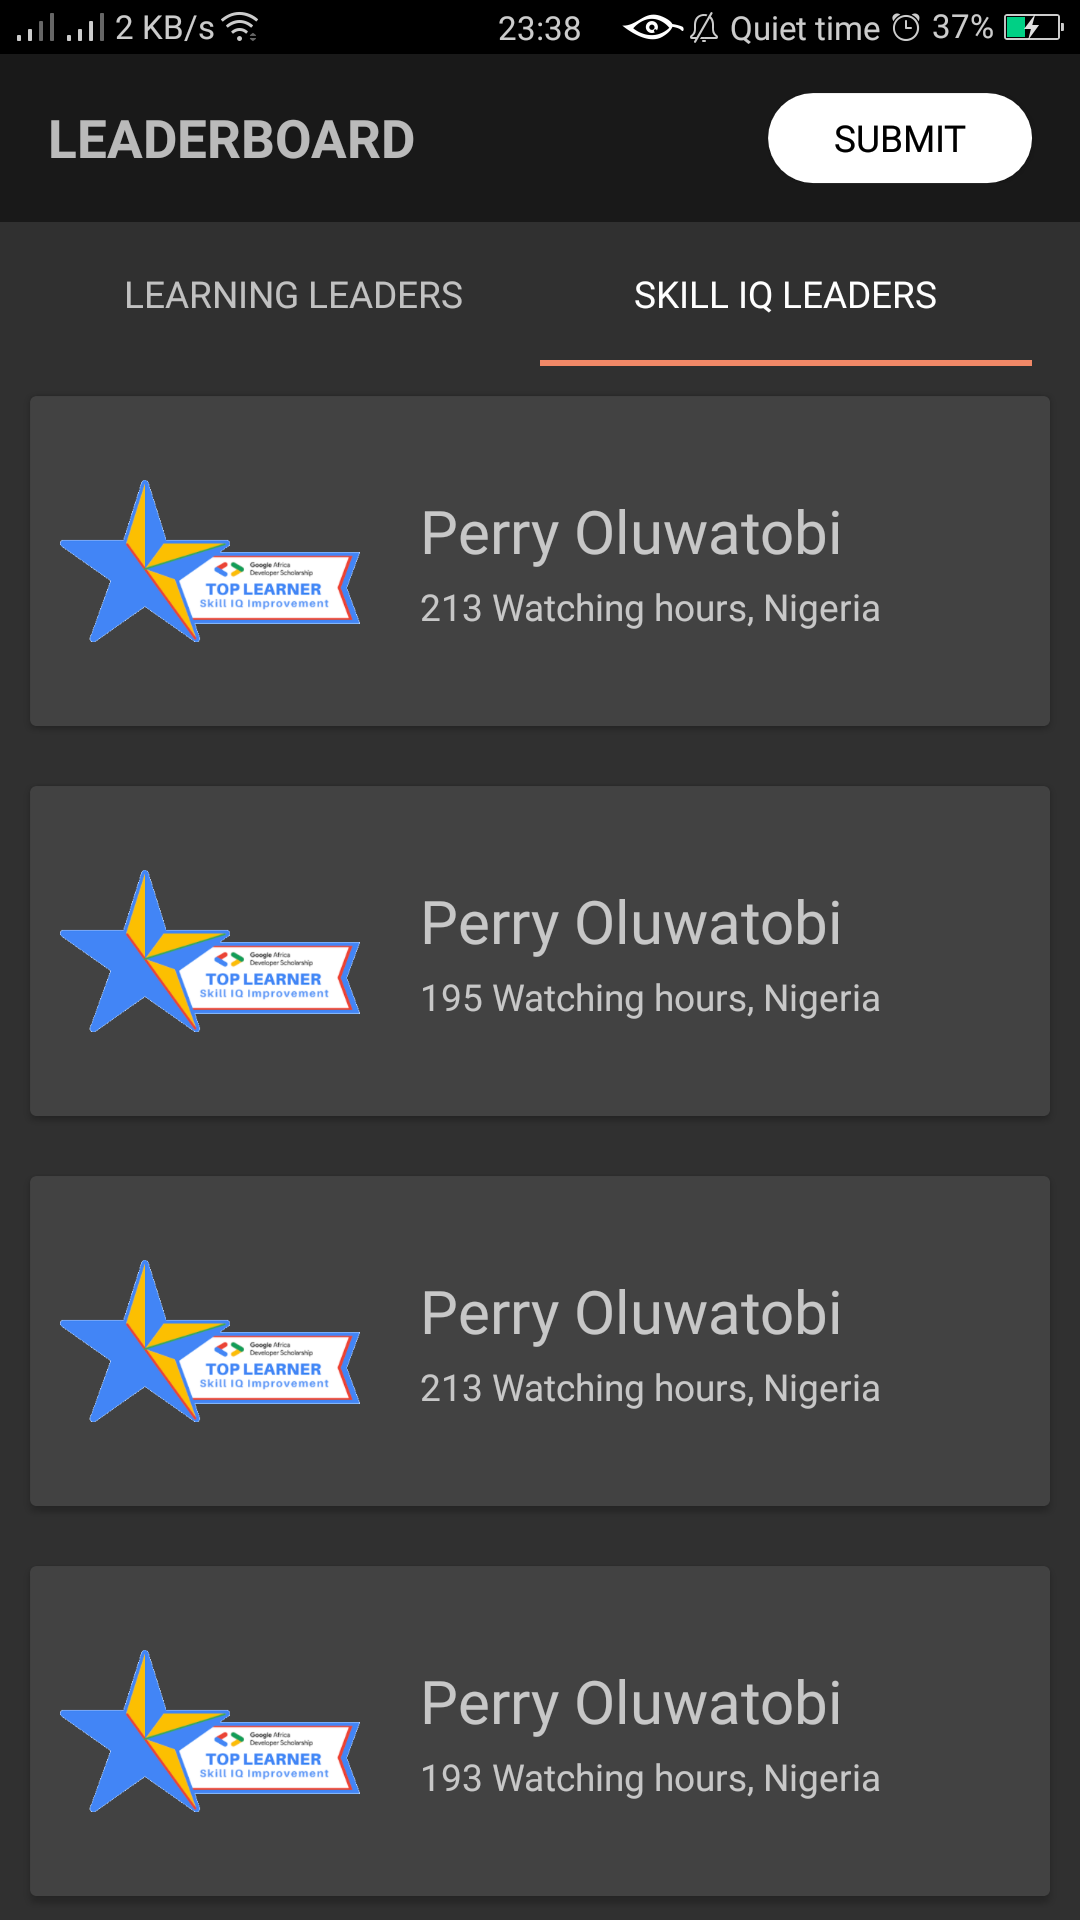 2 KB/s 23:38 Quiet time 37%
LEADERBOARD SUBMIT
LEARNING LEADERS SKILL IQ LEADERS
Google Africa
Developer Scholarship
TOP LEARNER
Skill IQ Improvement
Perry Oluwatobi
213 Watching hours, Nigeria
Google Africa
Developer Scholarship
TOP LEARNER
Skill IQ Improvement
Perry Oluwatobi
195 Watching hours, Nigeria
Google Africa
Developer Scholarship
TOP LEARNER
Skill IQ Improvement
Perry Oluwatobi
213 Watching hours, Nigeria
Google Africa
Developer Scholarship
TOP LEARNER
Skill IQ Improvement
Perry Oluwatobi
193 Watching hours, Nigeria